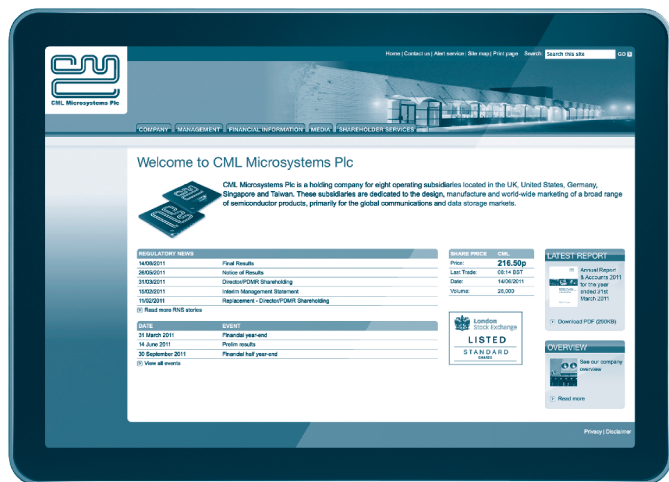 Home | Contact us | Alert service | Site map | Print page Search: Search this site GO
CML Microsystems Plc
COMPANY MANAGEMENT FINANCIAL INFORMATION MEDIA SHAREHOLDER SERVICES
Welcome to CML Microsystems Plc
CML Microsystems Plc is a holding company for eight operating subsidiaries located in the UK, United States, Germany,
Singapore and Taiwan. These subsidiaries are dedicated to the design, manufacture and world-wide marketing of a broad range
of semiconductor products, primarily for the global communications and data storage markets.
REGULATORY NEWS
14/06/2011 Final Results
26/05/2011 Notice of Results
31/03/2011 Director/PDMR Shareholding
15/02/2011 Interim Management Statement
11/02/2011 Replacement - Director/PDMR Shareholding
Read more RNS stories
DATE EVENT
31 March 2011 Financial year-end
14 June 2011 Prelim results
30 September 2011 Financial half year-end
View all events
SHARE PRICE CML
Price: 216.50p
Last Trade: 08:14 BST
Date: 14/06/2011
Volume: 26,000
London
Stock Exchange
LISTED
STANDARD
SHARES
LATEST REPORT
Annual Report
& Accounts 2011
for the year
ended 31st
March 2011
Download PDF (290KB)
OVERVIEW
See our company
overview
Read more
Privacy | Disclaimer